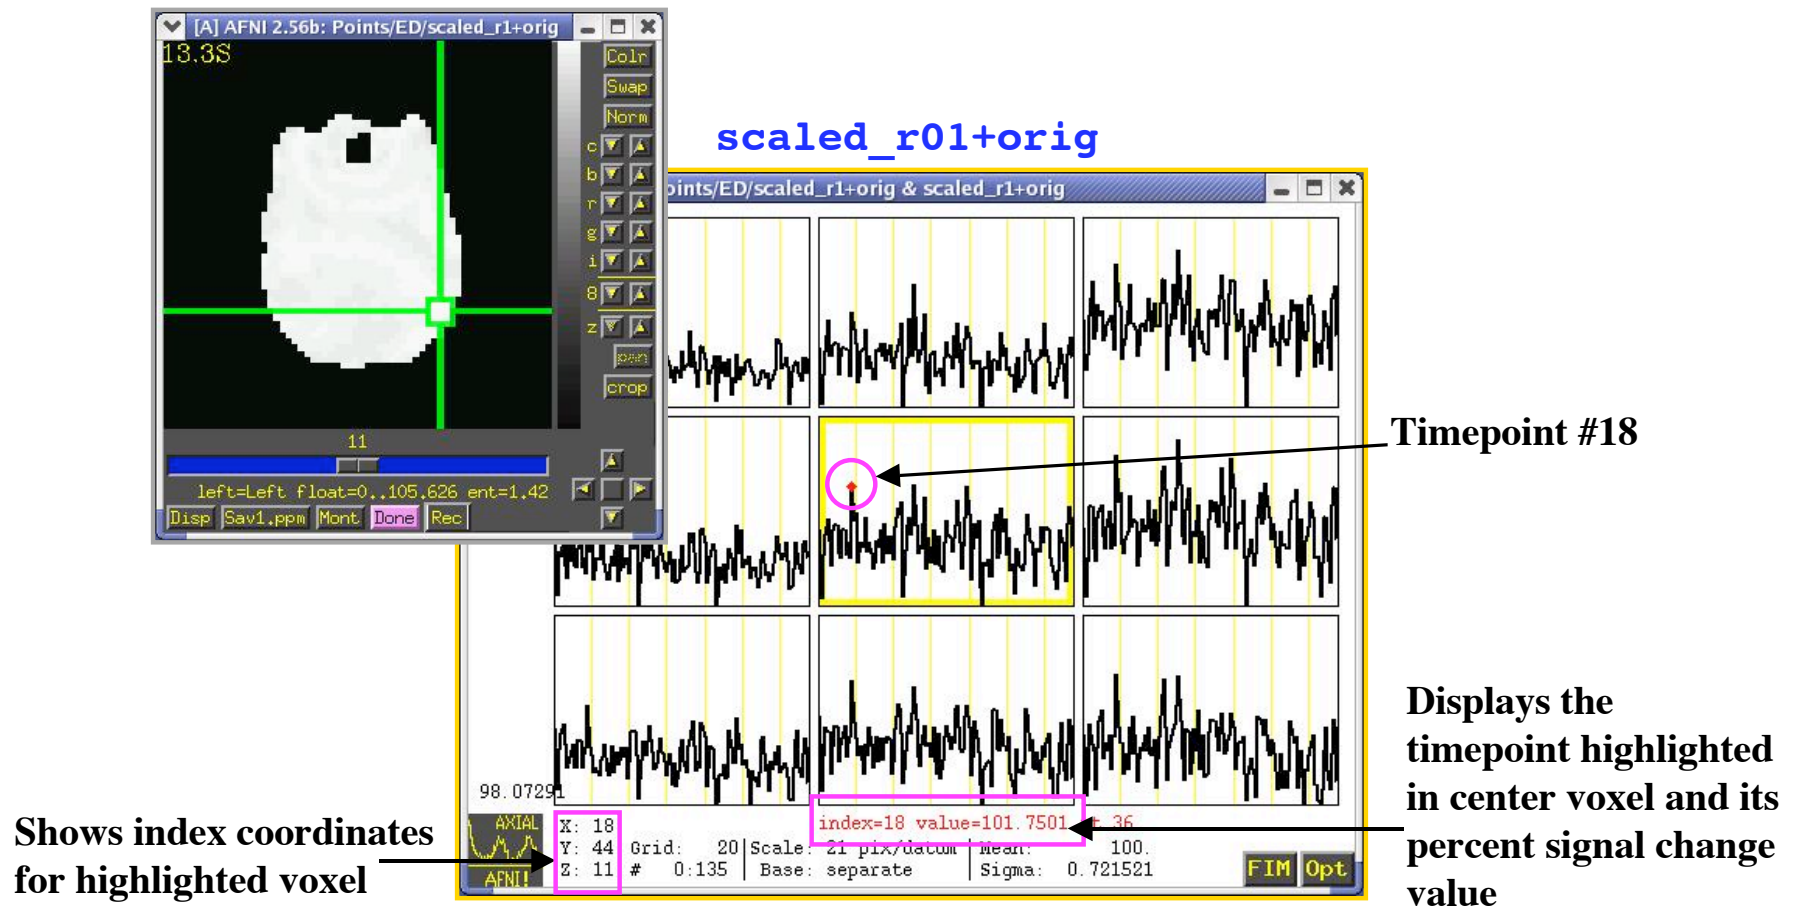 [A] AFNI 2.56b: Points/ED/scaled_r1+orig
13.3S
Colr
Swap
Norm
c
b
r
g
i
8
z
pan
crop
11
left=Left float=0..105.626 ent=1.42
Disp Sav1.ppm Mont Done Rec
scaled_r01+orig
oints/ED/scaled_r1+orig & scaled_r1+orig
Timepoint #18
98.07291
index=18 value=101.7501 at 36
AXIAL
AFNI!
X: 18
Y: 44
Z: 11
Grid: 20 Scale: 21 pix/datum Mean: 100.
# 0:135 Base: separate Sigma: 0.721521
FIM Opt
Shows index coordinates
for highlighted voxel
Displays the
timepoint highlighted
in center voxel and its
percent signal change
value